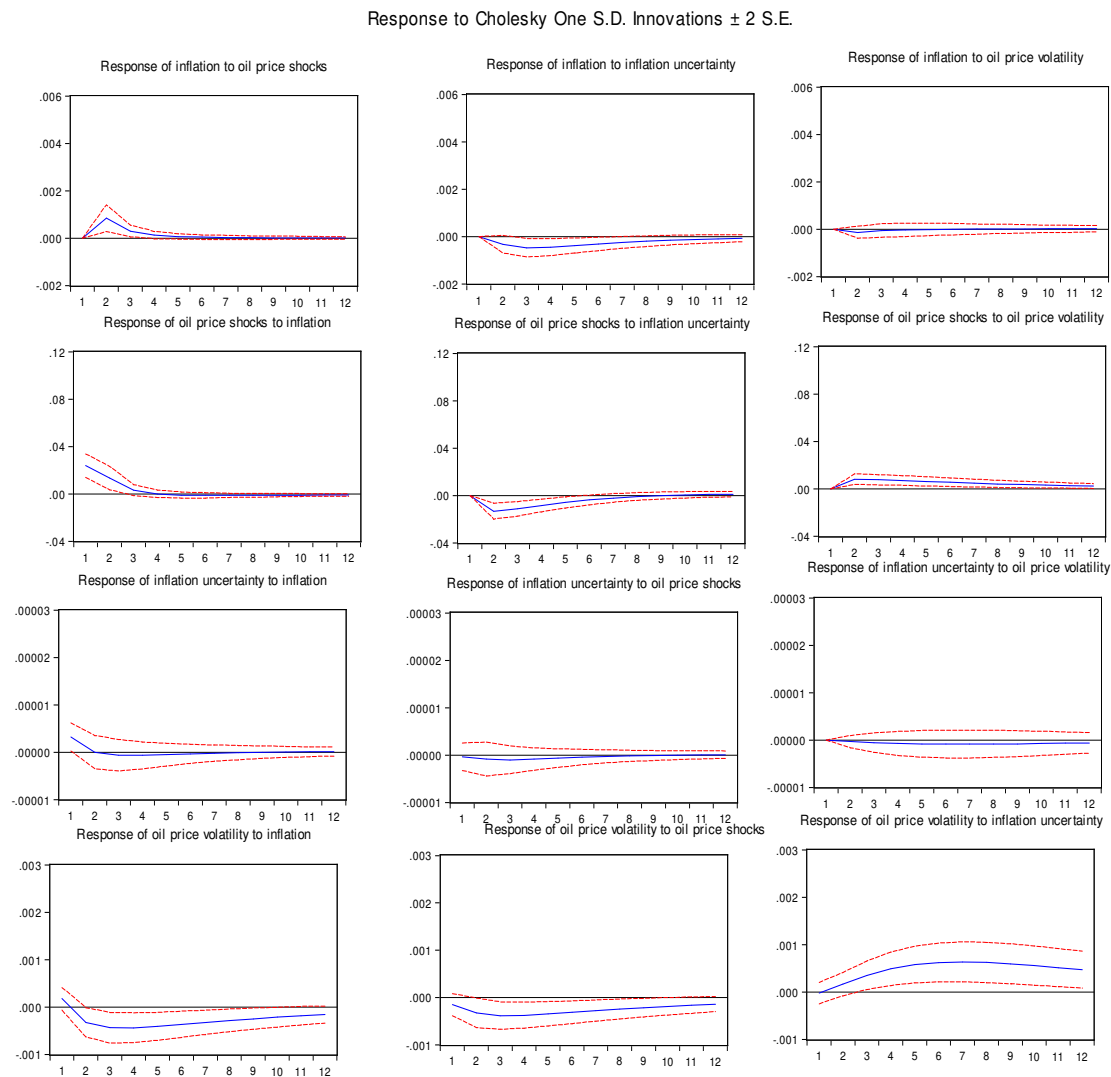 Response to Cholesky One S.D. Innovations ± 2 S.E.
Response of inflation to oil price shocks
.006
.004
.002
.000
-.002
1 2 3 4 5 6 7 8 9 10 11 12
Response of inflation to inflation uncertainty
.006
.004
.002
.000
-.002
1 2 3 4 5 6 7 8 9 10 11 12
Response of inflation to oil price volatility
.006
.004
.002
.000
-.002
1 2 3 4 5 6 7 8 9 10 11 12
Response of oil price shocks to inflation
.12
.08
.04
.00
-.04
1 2 3 4 5 6 7 8 9 10 11 12
Response of oil price shocks to inflation uncertainty
.12
.08
.04
.00
-.04
1 2 3 4 5 6 7 8 9 10 11 12
Response of oil price shocks to oil price volatility
.12
.08
.04
.00
-.04
1 2 3 4 5 6 7 8 9 10 11 12
Response of inflation uncertainty to inflation
.00003
.00002
.00001
.00000
-.00001
1 2 3 4 5 6 7 8 9 10 11 12
Response of inflation uncertainty to oil price shocks
.00003
.00002
.00001
.00000
-.00001
1 2 3 4 5 6 7 8 9 10 11 12
Response of inflation uncertainty to oil price volatility
.00003
.00002
.00001
.00000
-.00001
1 2 3 4 5 6 7 8 9 10 11 12
Response of oil price volatility to inflation
.003
.002
.001
.000
-.001
1 2 3 4 5 6 7 8 9 10 11 12
Response of oil price volatility to oil price shocks
.003
.002
.001
.000
-.001
1 2 3 4 5 6 7 8 9 10 11 12
Response of oil price volatility to inflation uncertainty
.003
.002
.001
.000
-.001
1 2 3 4 5 6 7 8 9 10 11 12